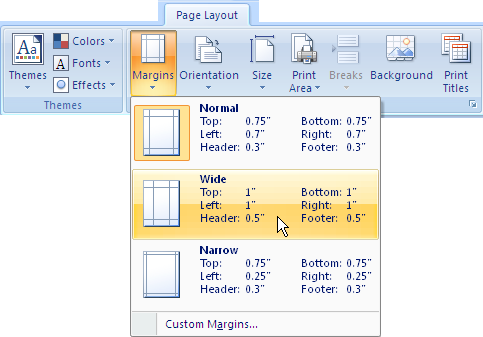 Page Layout
Aa
Colors
Fonts
Effects
Themes
Themes
Margins
Orientation
Size
Print Area
Breaks
Background
Print Titles
Normal
Top: 0.75" Bottom: 0.75"
Left: 0.7" Right: 0.7"
Header: 0.3" Footer: 0.3"
Wide
Top: 1" Bottom: 1"
Left: 1" Right: 1"
Header: 0.5" Footer: 0.5"
Narrow
Top: 0.75" Bottom: 0.75"
Left: 0.25" Right: 0.25"
Header: 0.3" Footer: 0.3"
Custom Margins...